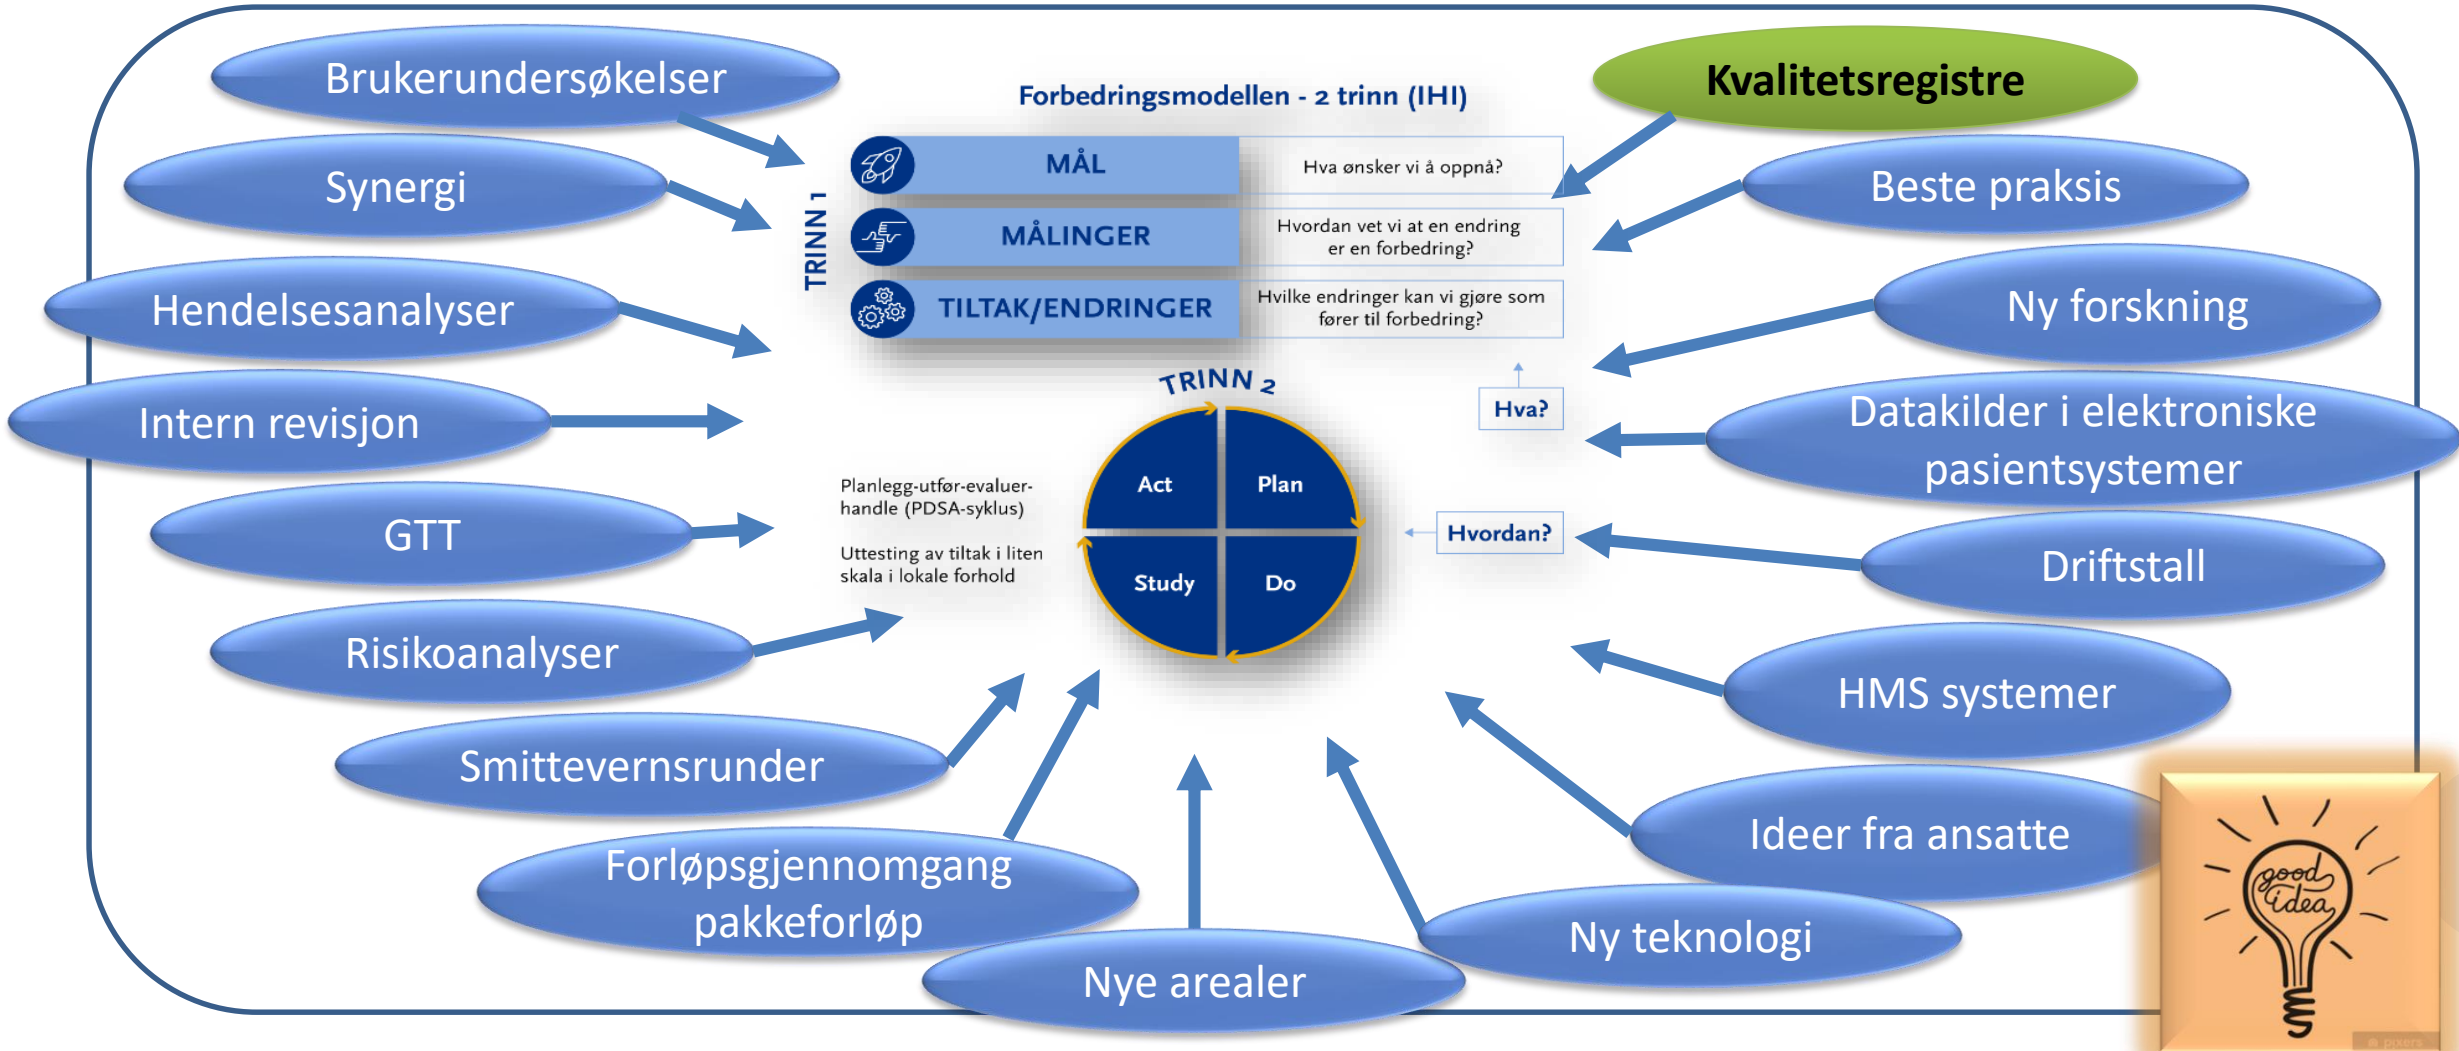 Brukerundersøkelser
Synergi
Hendelsesanalyser
Intern revisjon
GTT
Risikoanalyser
Smittevernsrunder
Forløpsgjennomgang
pakkeforløp
Nye arealer
Forbedringsmodellen - 2 trinn (IHI)
TRINN 1
MÅL
Hva ønsker vi å oppnå?
MÅLINGER
Hvordan vet vi at en endring
er en forbedring?
TILTAK/ENDRINGER
Hvilke endringer kan vi gjøre som
fører til forbedring?
Hva?
TRINN 2
Act
Plan
Study
Do
Planlegg-utfør-evaluer-
handle (PDSA-syklus)
Uttesting av tiltak i liten
skala i lokale forhold
Hvordan?
Kvalitetsregistre
Beste praksis
Ny forskning
Datakilder i elektroniske
pasientsystemer
Driftstall
HMS systemer
Ideer fra ansatte
Ny teknologi
good
idea
pixers